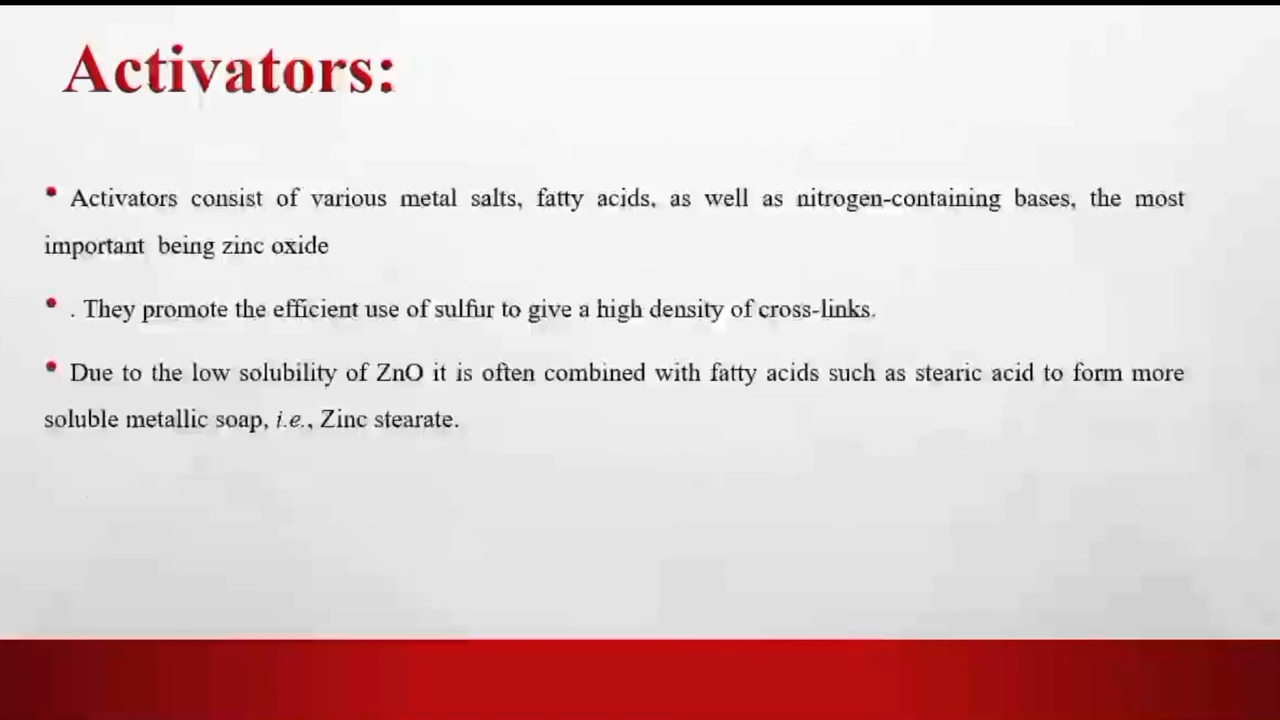 Activators:
• Activators consist of various metal salts, fatty acids, as well as nitrogen-containing bases, the most
important being zinc oxide
• . They promote the efficient use of sulfur to give a high density of cross-links.
• Due to the low solubility of ZnO it is often combined with fatty acids such as stearic acid to form more
soluble metallic soap, i.e., Zinc stearate.